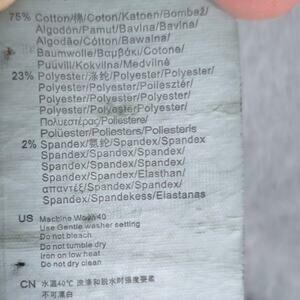 75% Cotton/棉/Coton/Katoen/Bombaž/
Algodão/Pamut/Bavlna/Bavlna/
Algodón/Cotton/Bawełna/
Baumwolle/Βαμβάκι/Cotone/
Puuvill/Kokvilna/Medvilnė
23% Polyester/涤纶/Polyester/Polyester/
Polyester/Polyester/Poliészter/
Polyester/Polyester/Polyester/
Polyester/Polyester/Polyester/
Πολυεστέρας/Poliestere/
Polüester/Poliesters/Poliesteris
2% Spandex/氨纶/Spandex/Spandex
Spandex/Spandex/Spandex/
Spandex/Spandex/Spandex/
Spandex/Spandex/Elasthan/
σπαντέξ/Spandex/Spandex/
Spandex/Spandekess/Elastanas
US Machine Wash 40
Use Gentle washer setting
Do not bleach
Do not tumble dry
Iron on low heat
Do not dry clean
CN 水温40℃ 洗涤和脱水时强度要柔
不可漂白